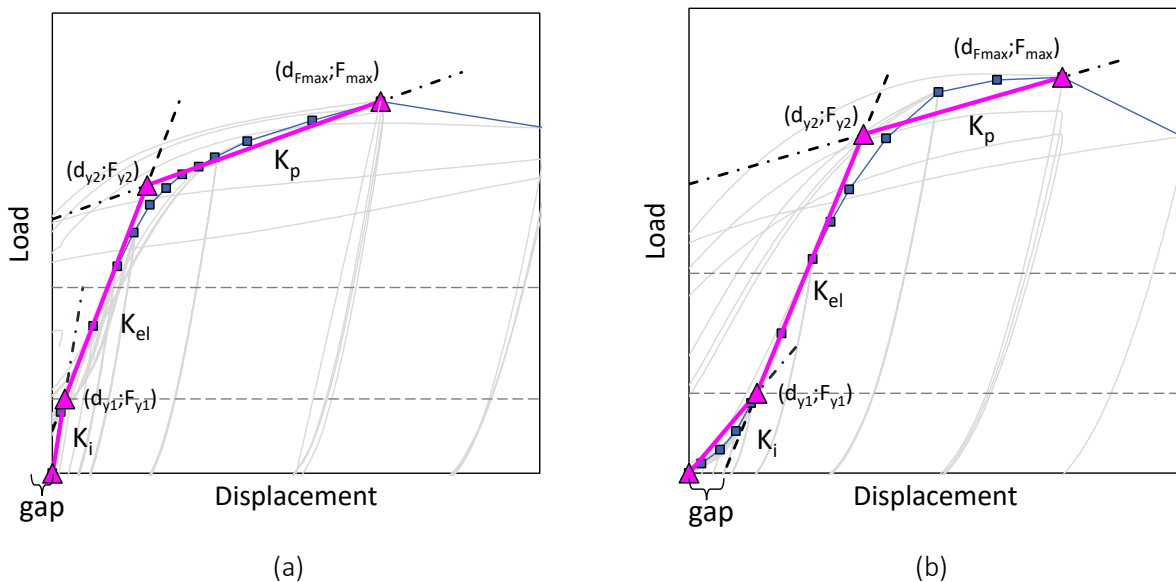 (dFmax;Fmax)
(dy2;Fy2)
Kp
Load
Kel
(dy1;Fy1)
Ki
gap
Displacement
(a)
(dFmax;Fmax)
(dy2;Fy2)
Kp
Load
Kel
(dy1;Fy1)
Ki
gap
Displacement
(b)